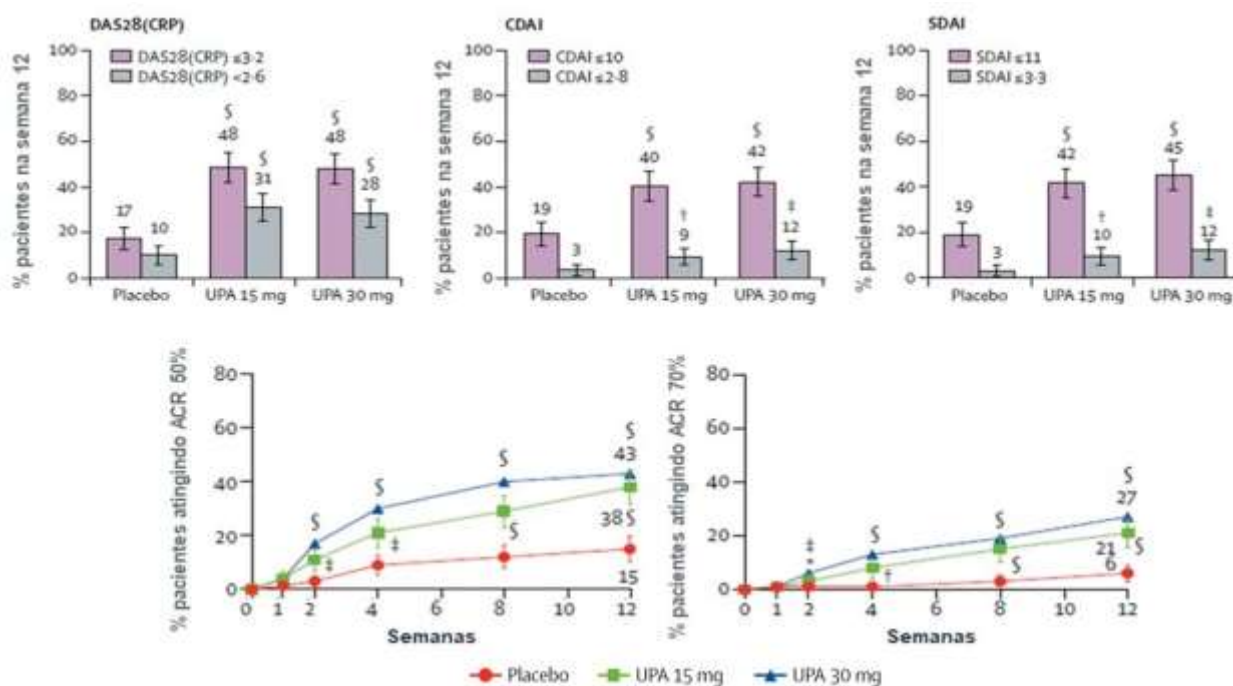 DAS28(CRP)
% pacientes na semana 12
100
80
60
40
20
0
DAS28(CRP) ≤3·2
DAS28(CRP) <2·6
17
10
$
48
$
31
$
48
$
28
Placebo
UPA 15 mg
UPA 30 mg
CDAI
% pacientes na semana 12
100
80
60
40
20
0
CDAI ≤10
CDAI ≤2·8
19
3
$
40
†
9
$
42
‡
12
Placebo
UPA 15 mg
UPA 30 mg
SDAI
% pacientes na semana 12
100
80
60
40
20
0
SDAI ≤11
SDAI ≤3·3
19
3
$
42
†
10
$
45
‡
12
Placebo
UPA 15 mg
UPA 30 mg
% pacientes atingindo ACR 50%
80
60
40
20
0
$
‡
$
‡
$
$
$
43
38 $
15
0 1 2 4 6 8 10 12
Semanas
% pacientes atingindo ACR 70%
80
60
40
20
0
‡
*
$
†
$
$
$
27
21 $
6
0 1 2 4 6 8 10 12
Semanas
Placebo UPA 15 mg UPA 30 mg